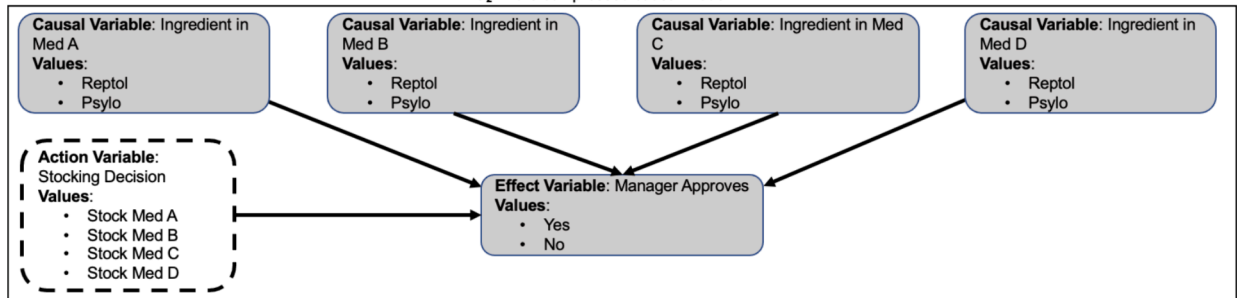 Causal Variable: Ingredient in
Med A
Values:
• Reptol
• Psylo
Causal Variable: Ingredient in
Med B
Values:
• Reptol
• Psylo
Causal Variable: Ingredient in Med
C
Values:
• Reptol
• Psylo
Causal Variable: Ingredient in
Med D
Values:
• Reptol
• Psylo
Action Variable:
Stocking Decision
Values:
• Stock Med A
• Stock Med B
• Stock Med C
• Stock Med D
Effect Variable: Manager Approves
Values:
• Yes
• No